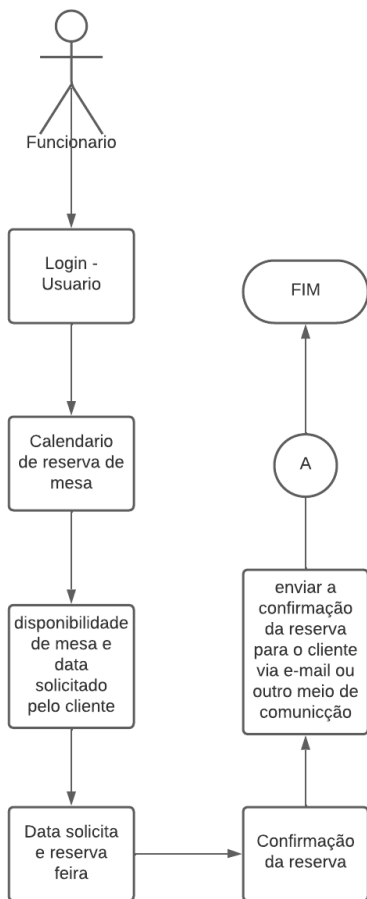 Funcionario
Login -
Usuario
Calendario
de reserva de
mesa
disponibilidade
de mesa e
data
solicitado
pelo cliente
Data solicita
e reserva
feira
Confirmação
da reserva
enviar a
confirmação
da reserva
para o cliente
via e-mail ou
outro meio de
comunicção
A
FIM